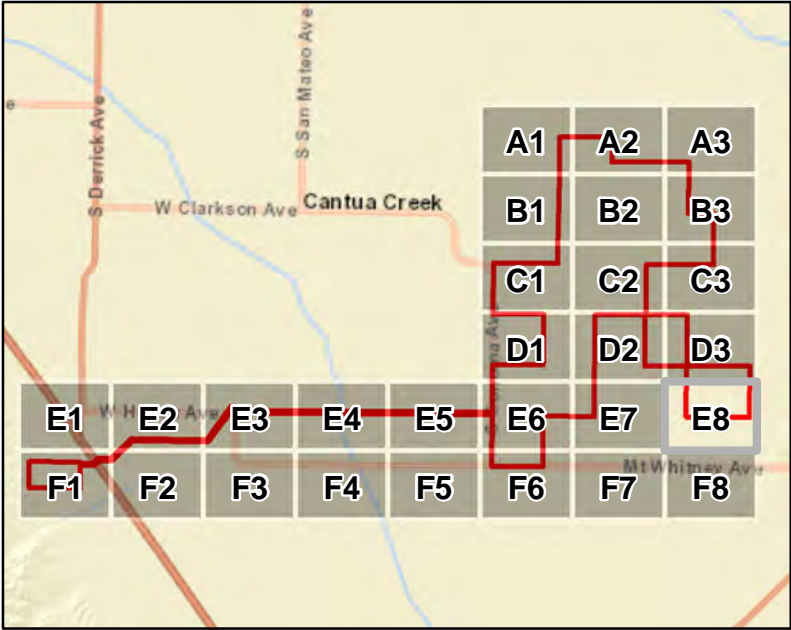 e
S Derrick Ave
S San Mateo Ave
W Clarkson Ave
Cantua Creek
A1 A2 A3
B1 B2 B3
C1 C2 C3
D1 D2 D3
E1 E2 E3 E4 E5 E6 E7 E8
F1 F2 F3 F4 F5 F6 F7 F8
Mt Whitney Ave